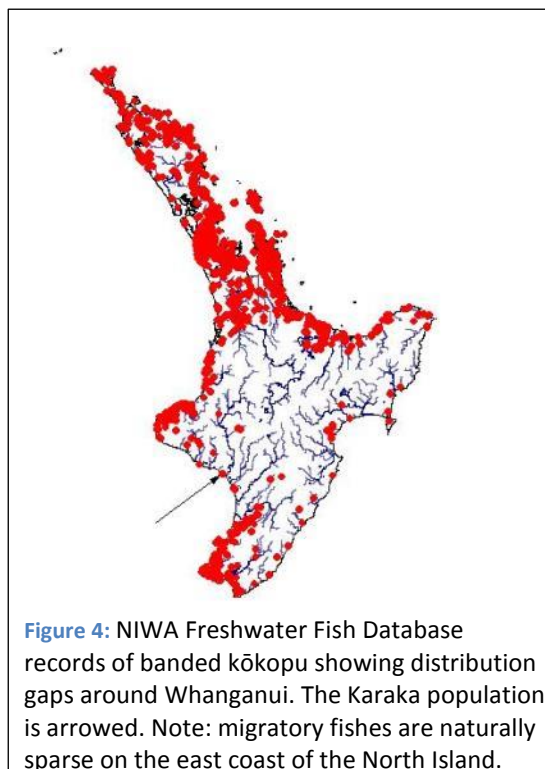 Figure 4: NIWA Freshwater Fish Database
records of banded kōkopu showing distribution
gaps around Whanganui. The Karaka population
is arrowed. Note: migratory fishes are naturally
sparse on the east coast of the North Island.